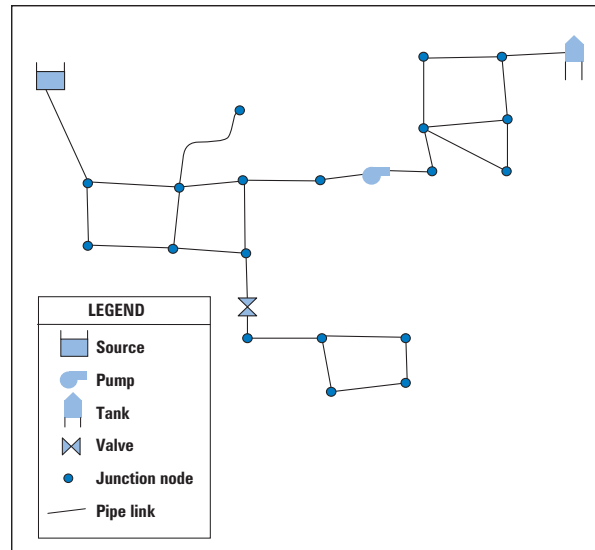 LEGEND
Source
Pump
Tank
Valve
Junction node
Pipe link